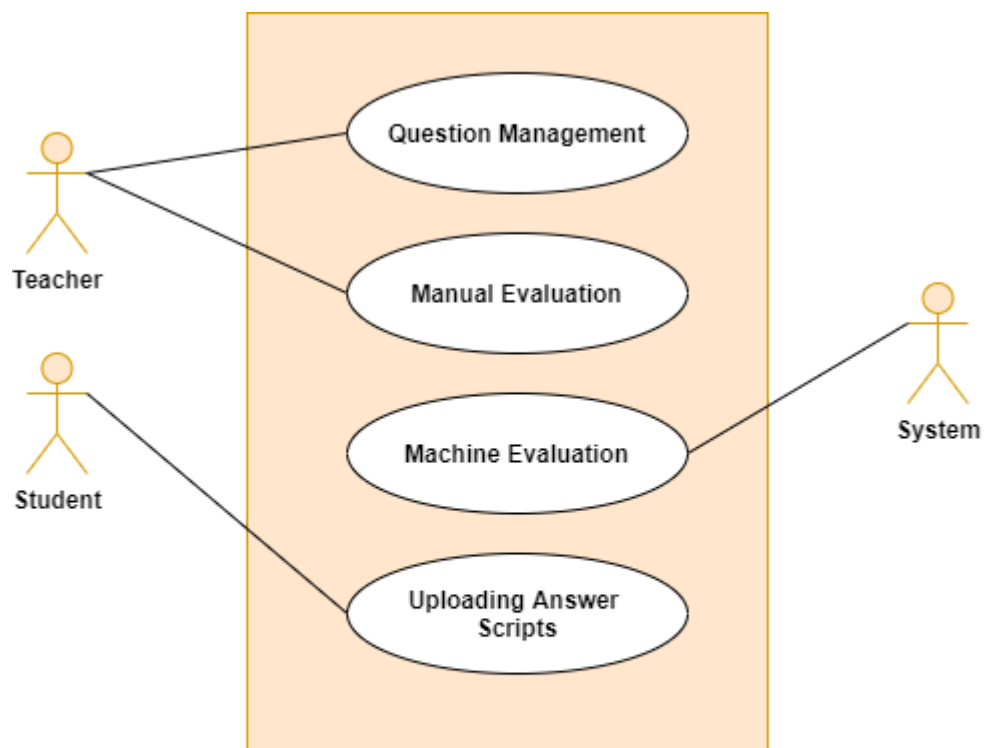 Question Management
Teacher
Manual Evaluation
System
Student
Machine Evaluation
Uploading Answer
Scripts